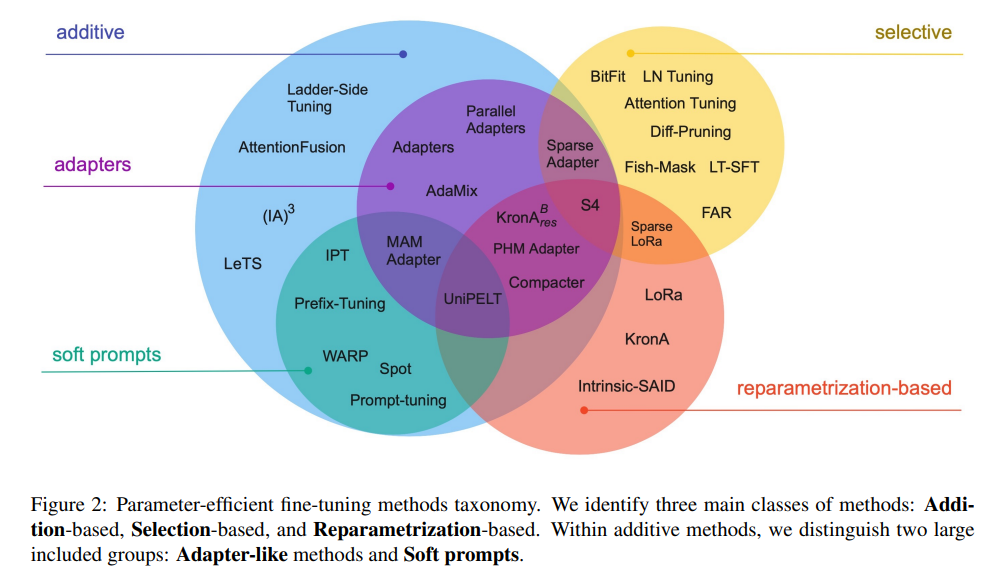 additive
selective
BitFit LN Tuning
Ladder-Side
Tuning
Attention Tuning
Parallel
Adapters
Diff-Pruning
AttentionFusion
Adapters
Sparse
Adapter
adapters
Fish-Mask LT-SFT
AdaMix
(IA)³
KronA^B_res
S4
FAR
Sparse
LoRa
MAM
Adapter
IPT
PHM Adapter
LeTS
Compacter
Prefix-Tuning
UniPELT
LoRa
KronA
soft prompts
WARP
Spot
Intrinsic-SAID
reparametrization-based
Prompt-tuning
Figure 2: Parameter-efficient fine-tuning methods taxonomy. We identify three main classes of methods: Addi-
tion-based, Selection-based, and Reparametrization-based. Within additive methods, we distinguish two large
included groups: Adapter-like methods and Soft prompts.